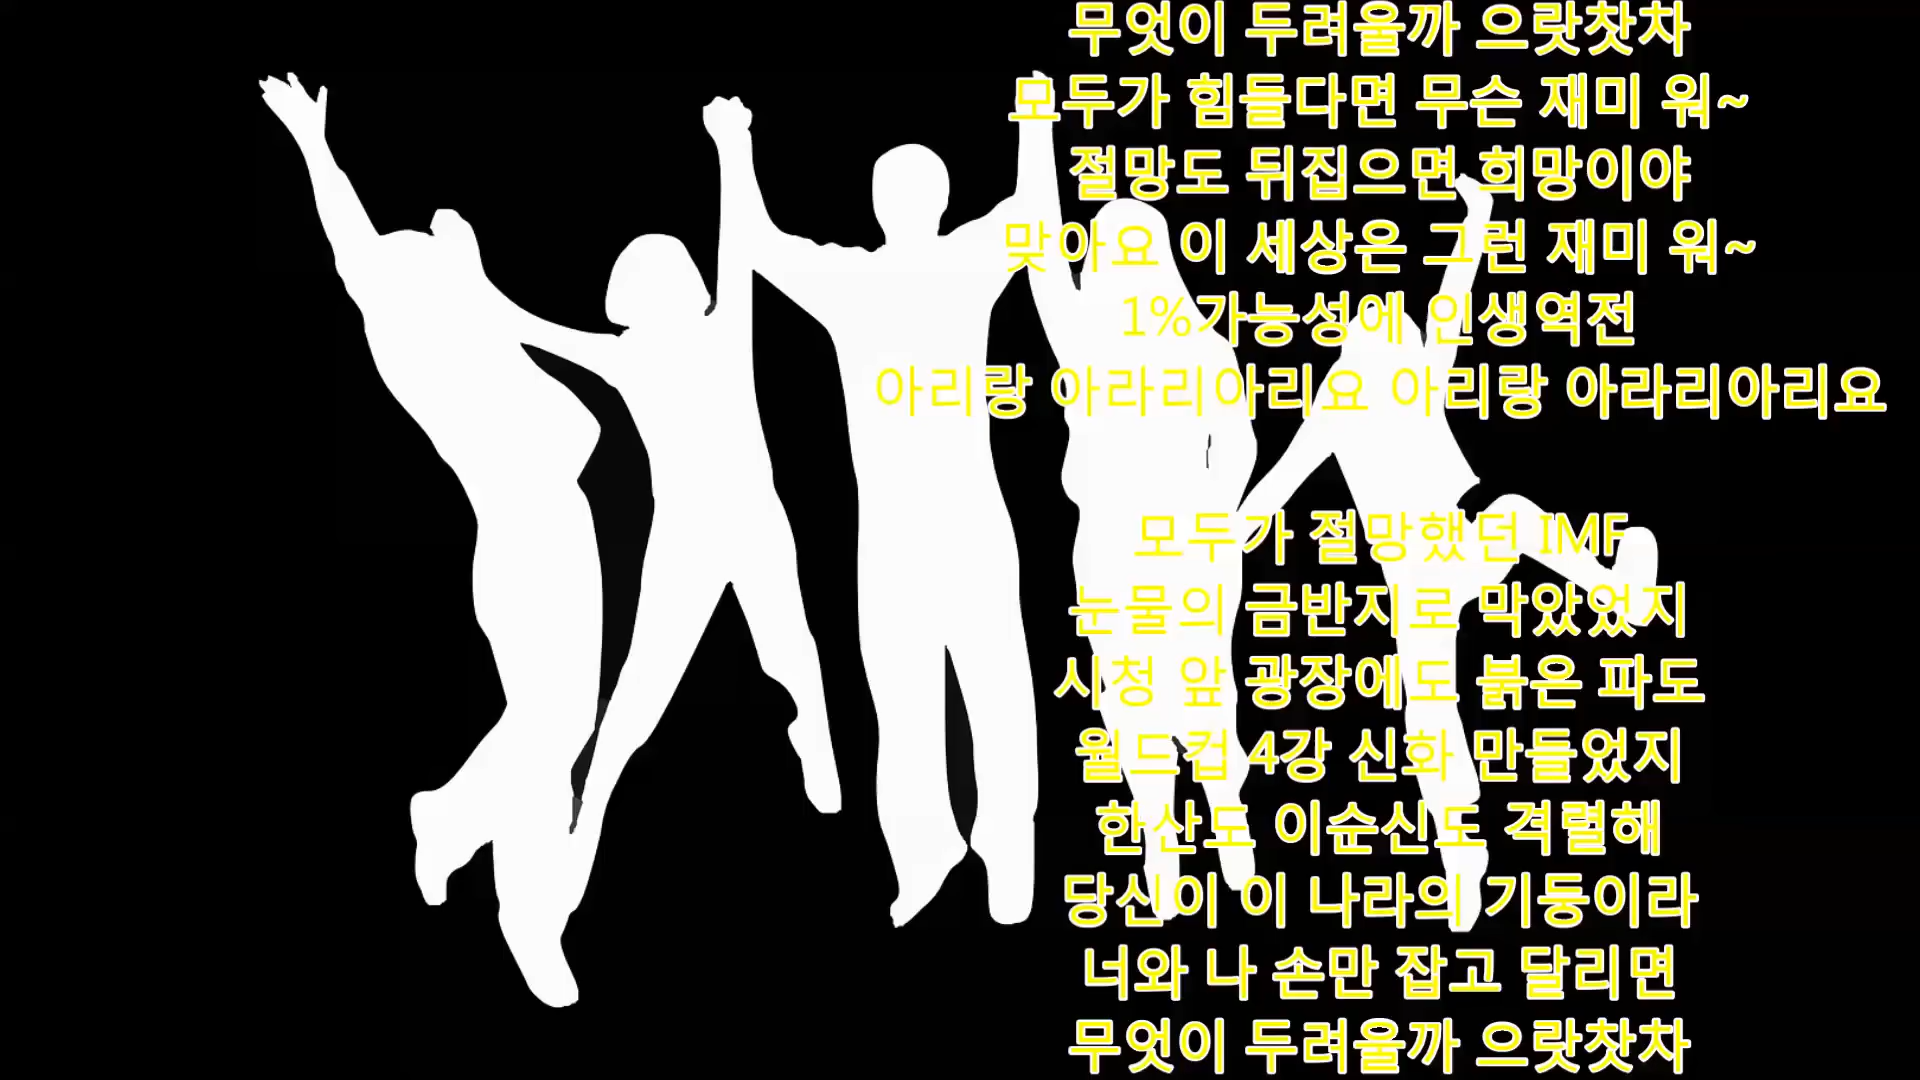 무엇이 두려울까 으랏찻차
모두가 힘들다면 무슨 재미 워~
절망도 뒤집으면 희망이야
맞아요 이 세상은 그런 재미 워~
1%가능성에 인생역전
아리랑 아라리아리요 아리랑 아라리아리요
모두가 절망했던 IMF
눈물의 금반지로 막았었지
시청 앞 광장에도 붉은 파도
월드컵 4강 신화 만들었지
한산도 이순신도 격렬해
당신이 이 나라의 기둥이라
너와 나 손만 잡고 달리면
무엇이 두려울까 으랏찻차